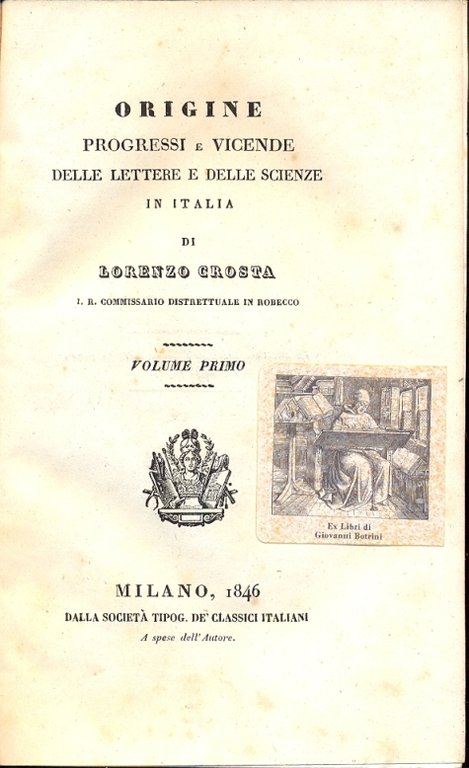 ORIGINE
PROGRESSI E VICENDE
DELLE LETTERE E DELLE SCIENZE
IN ITALIA
DI
LORENZO CROSTA
I. R. COMMISSARIO DISTRETTUALE IN ROBECCO
VOLUME PRIMO
Ex Libri di
Giovanni Botrini
MILANO, 1846
DALLA SOCIETÀ TIPOG. DE' CLASSICI ITALIANI
A spese dell'Autore.